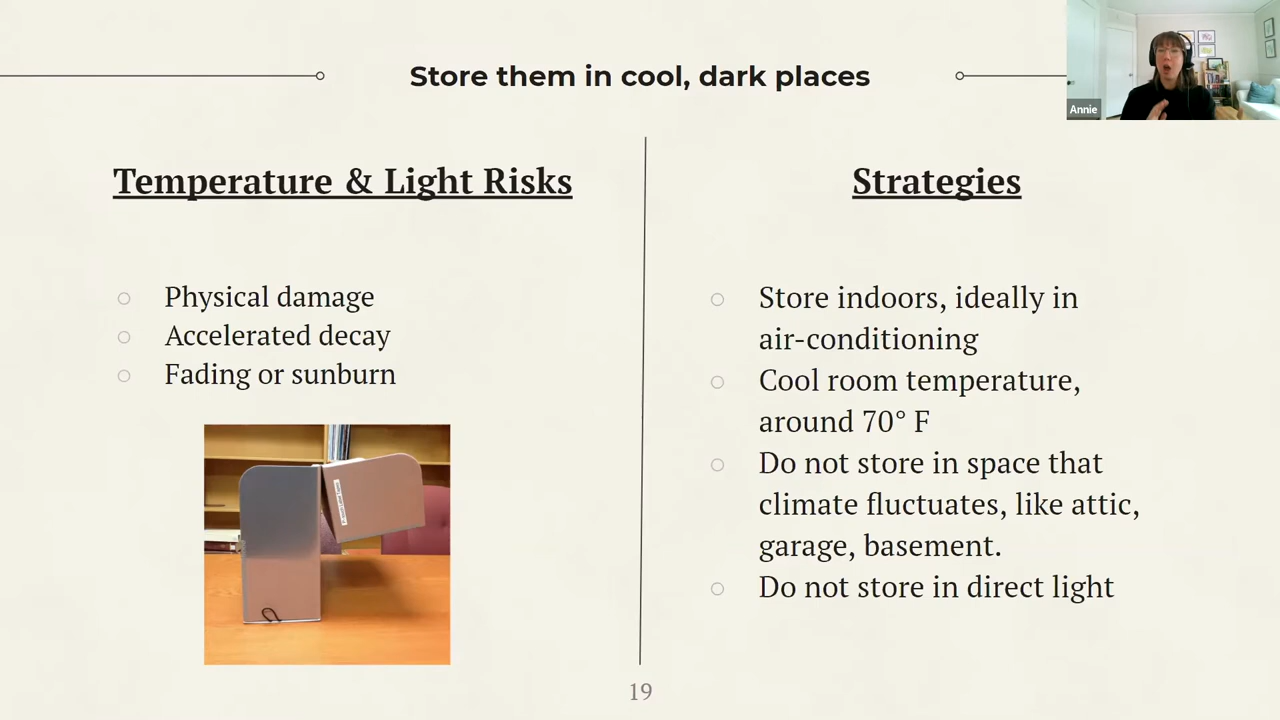 Store them in cool, dark places
Annie
Temperature & Light Risks
Physical damage
Accelerated decay
Fading or sunburn
Strategies
Store indoors, ideally in
air-conditioning
Cool room temperature,
around 70° F
Do not store in space that
climate fluctuates, like attic,
garage, basement.
Do not store in direct light
19